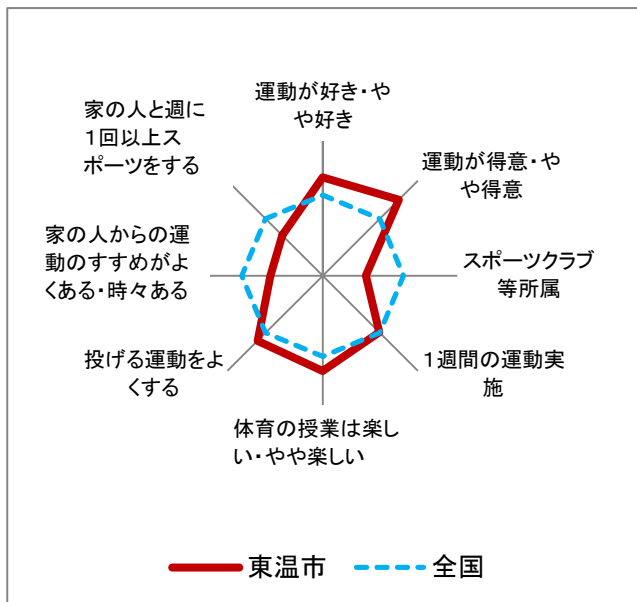 運動が好き・や
や好き
運動が得意・や
や得意
スポーツクラブ
等所属
1週間の運動実
施
体育の授業は楽し
い・やや楽しい
投げる運動をよ
くする
家の人からの運
動のすすめがよ
くある・時々ある
家の人と週に
1回以上ス
ポーツをする
東温市
全国